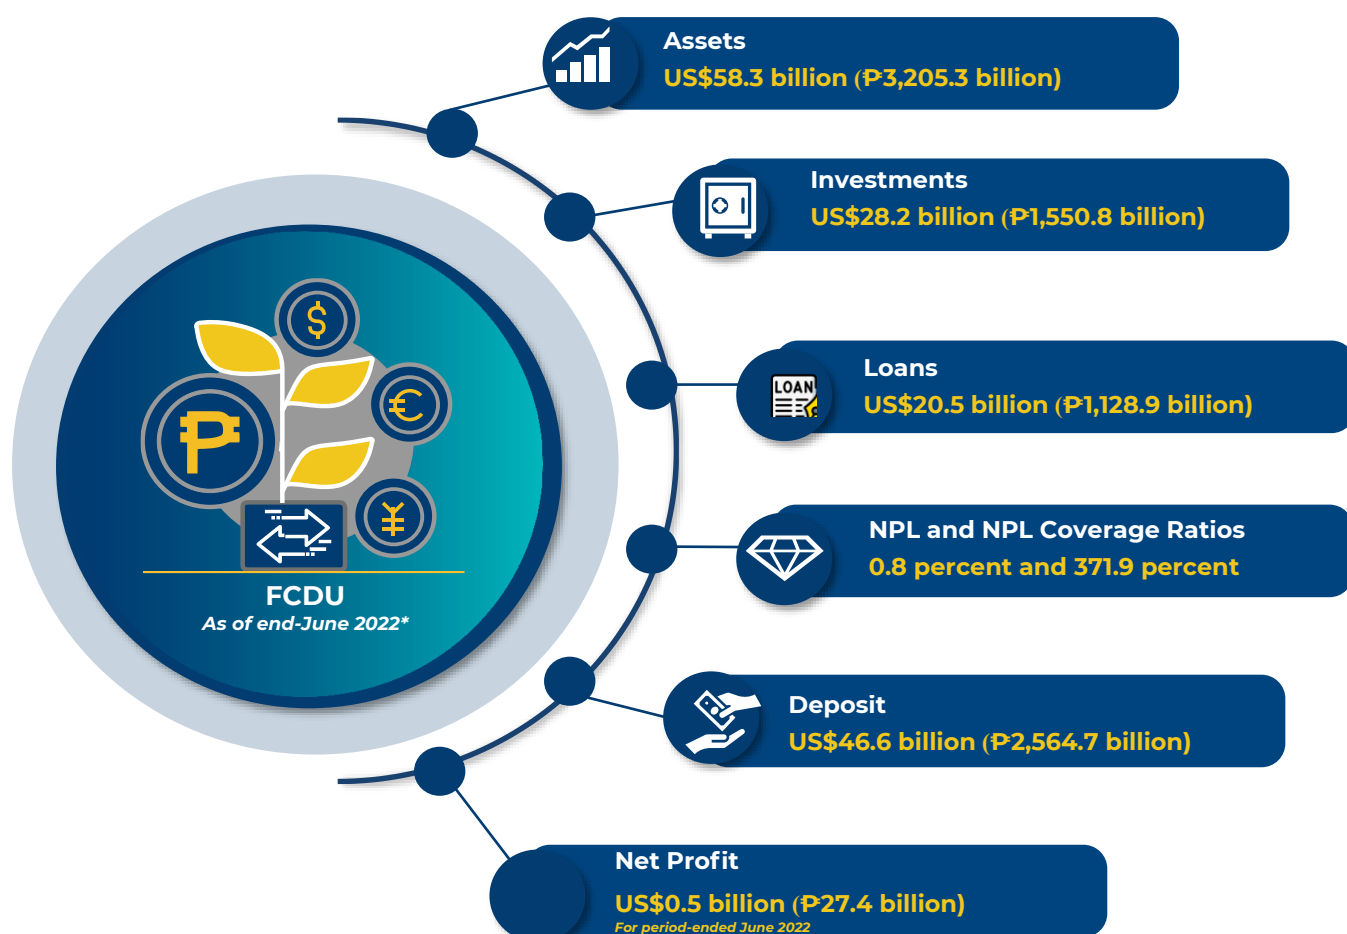 Assets
US$58.3 billion (₱3,205.3 billion)
Investments
US$28.2 billion (₱1,550.8 billion)
LOAN
Loans
US$20.5 billion (₱1,128.9 billion)
NPL and NPL Coverage Ratios
0.8 percent and 371.9 percent
FCDU
As of end-June 2022*
Deposit
US$46.6 billion (₱2,564.7 billion)
Net Profit
US$0.5 billion (₱27.4 billion)
For period-ended June 2022
$
€
₱
¥